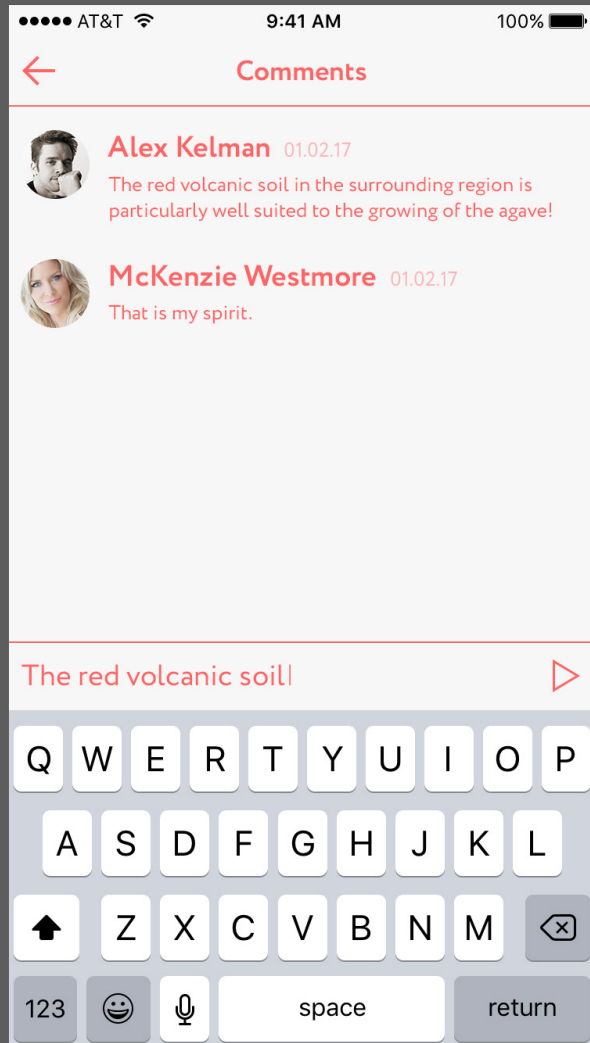 AT&T 9:41 AM 100%
Comments
Alex Kelman 01.02.17
The red volcanic soil in the surrounding region is
particularly well suited to the growing of the agave!
McKenzie Westmore 01.02.17
That is my spirit.
The red volcanic soil
Q W E R T Y U I O P
A S D F G H J K L
Z X C V B N M
123 space return